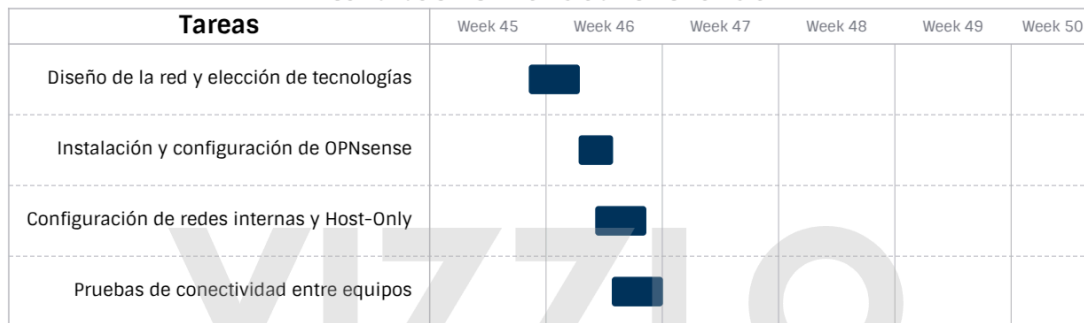 Tareas
Week 45
Week 46
Week 47
Week 48
Week 49
Week 50
Diseño de la red y elección de tecnologías
Instalación y configuración de OPNsense
Configuración de redes internas y Host-Only
Pruebas de conectividad entre equipos
VIZZLO